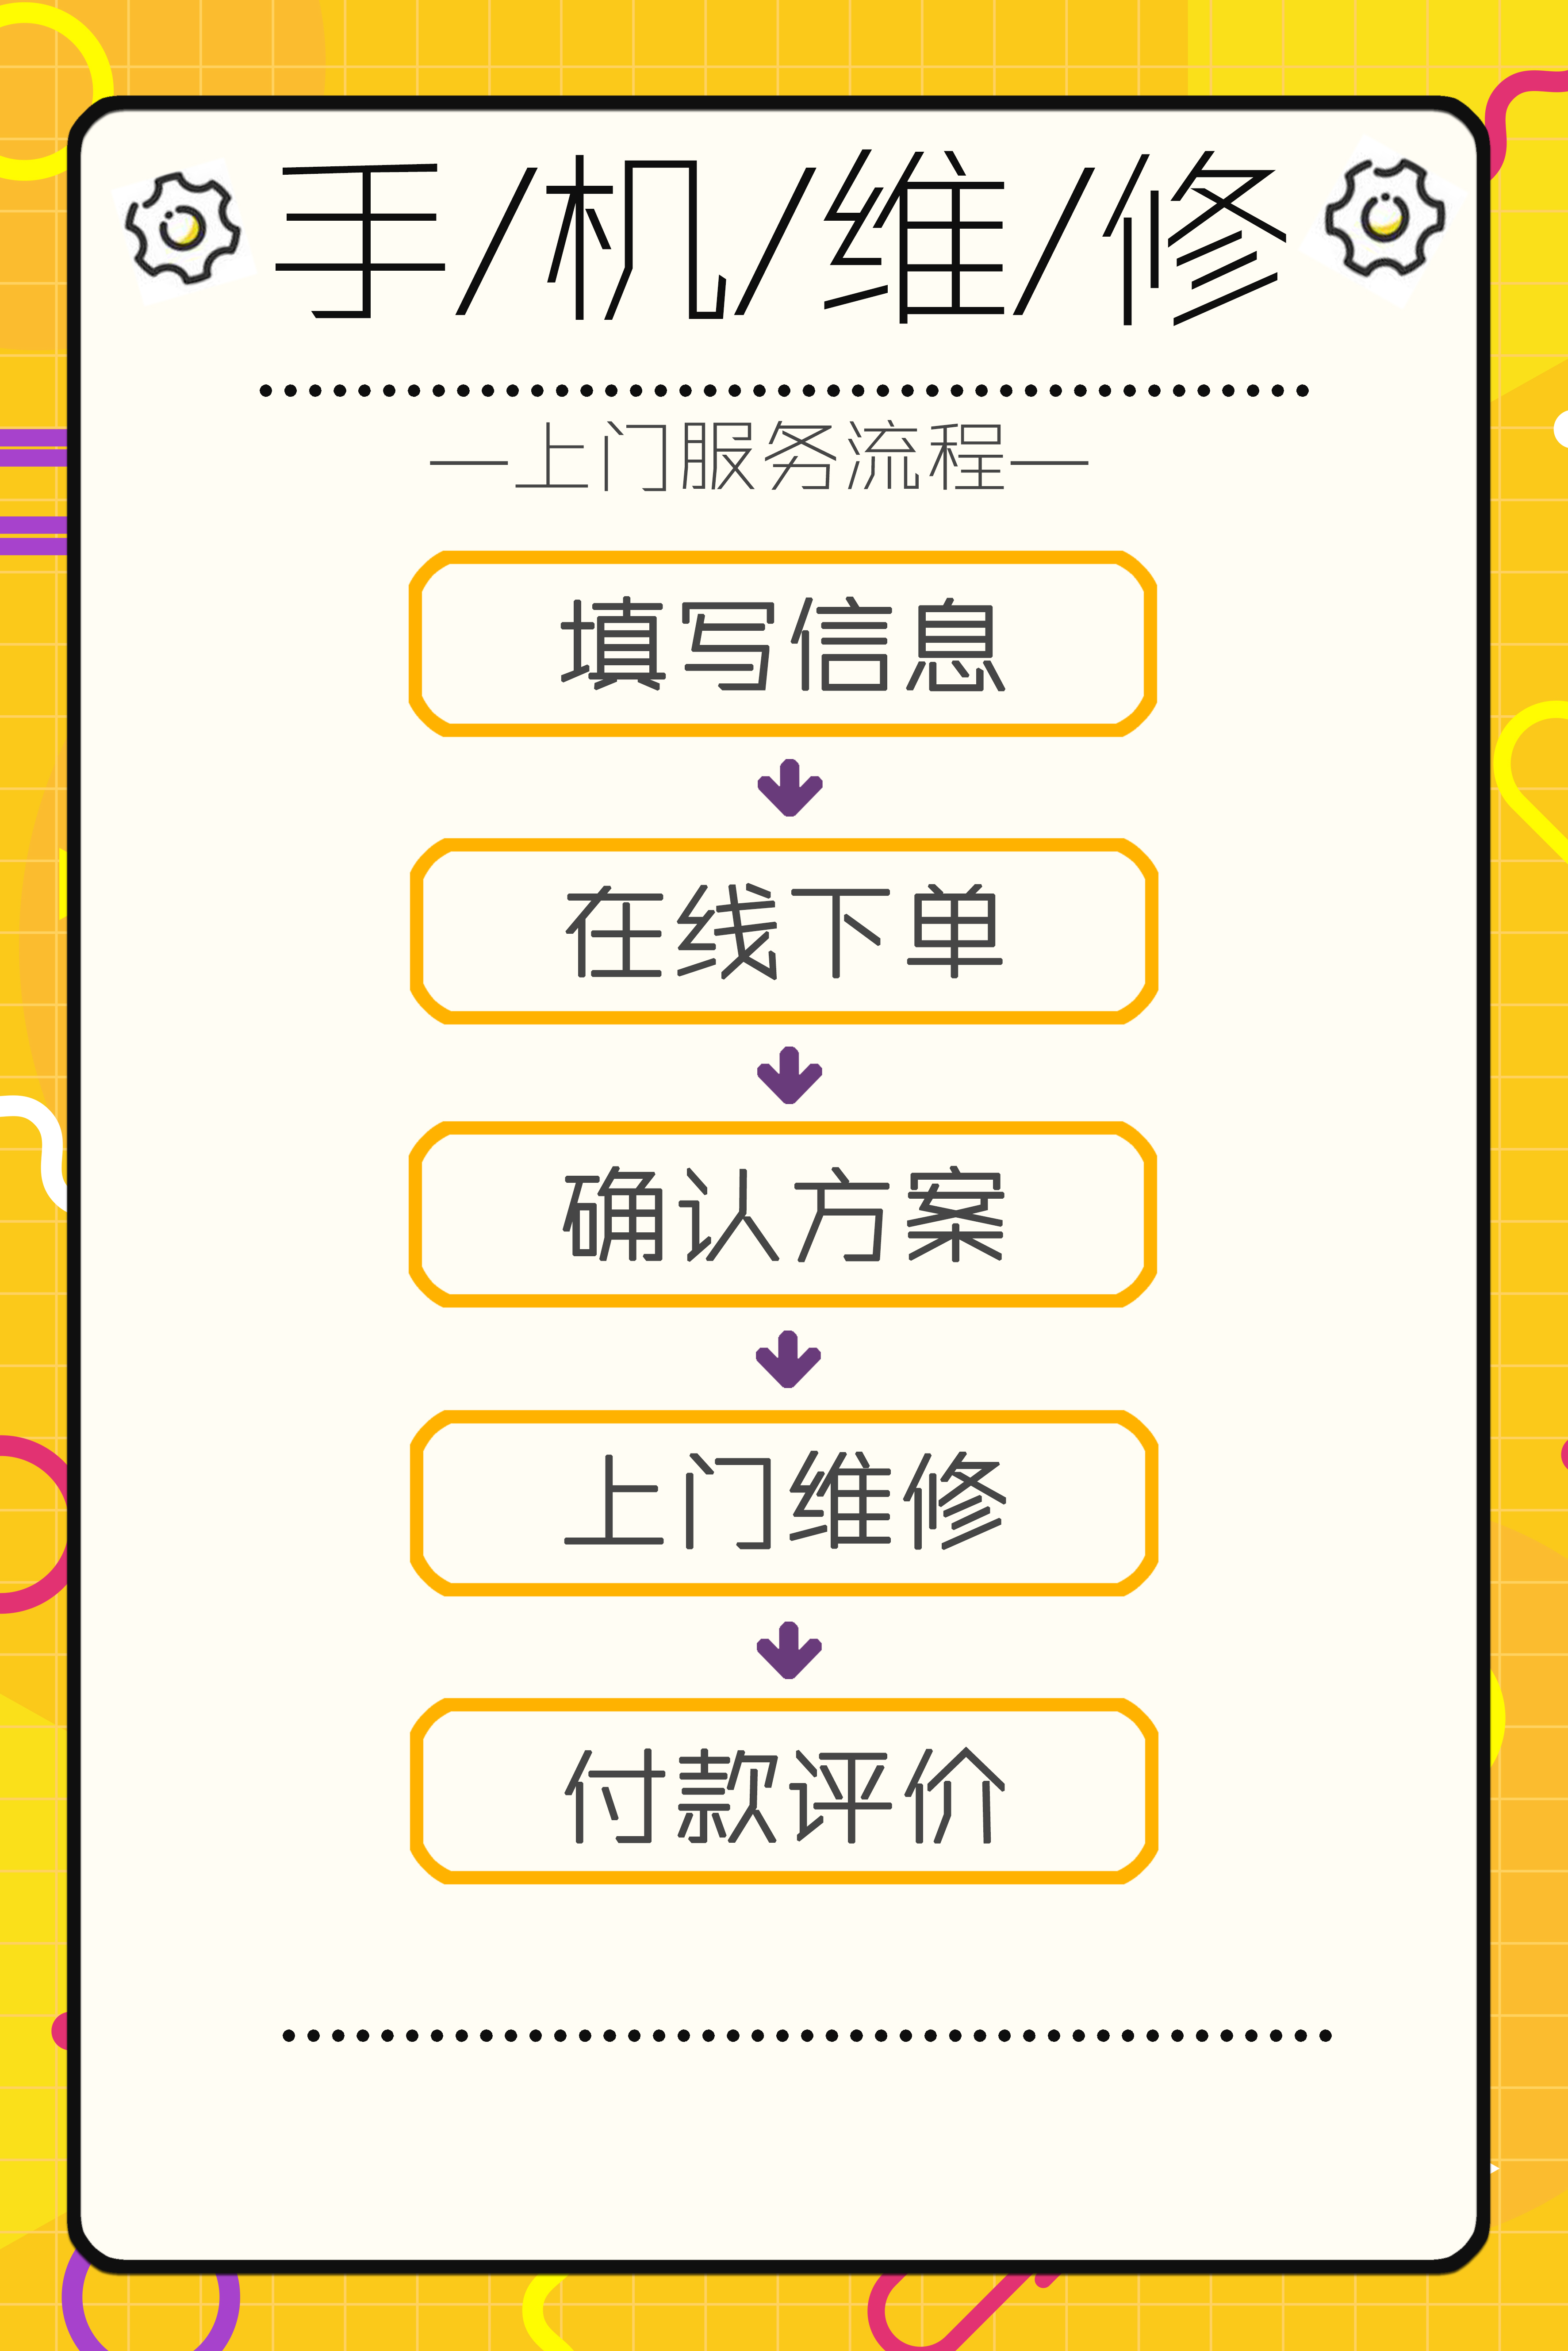 手/机/维/修
—上门服务流程—
填写信息
在线下单
确认方案
上门维修
付款评价